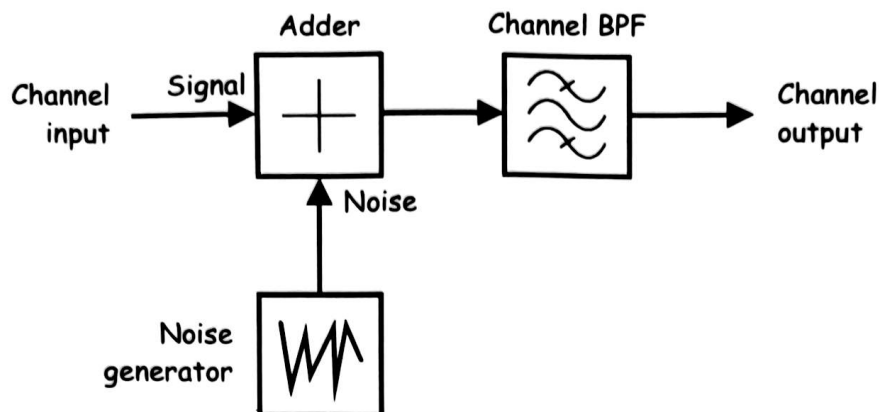 Adder
Channel BPF
Channel
input
Signal
Channel
output
Noise
Noise
generator